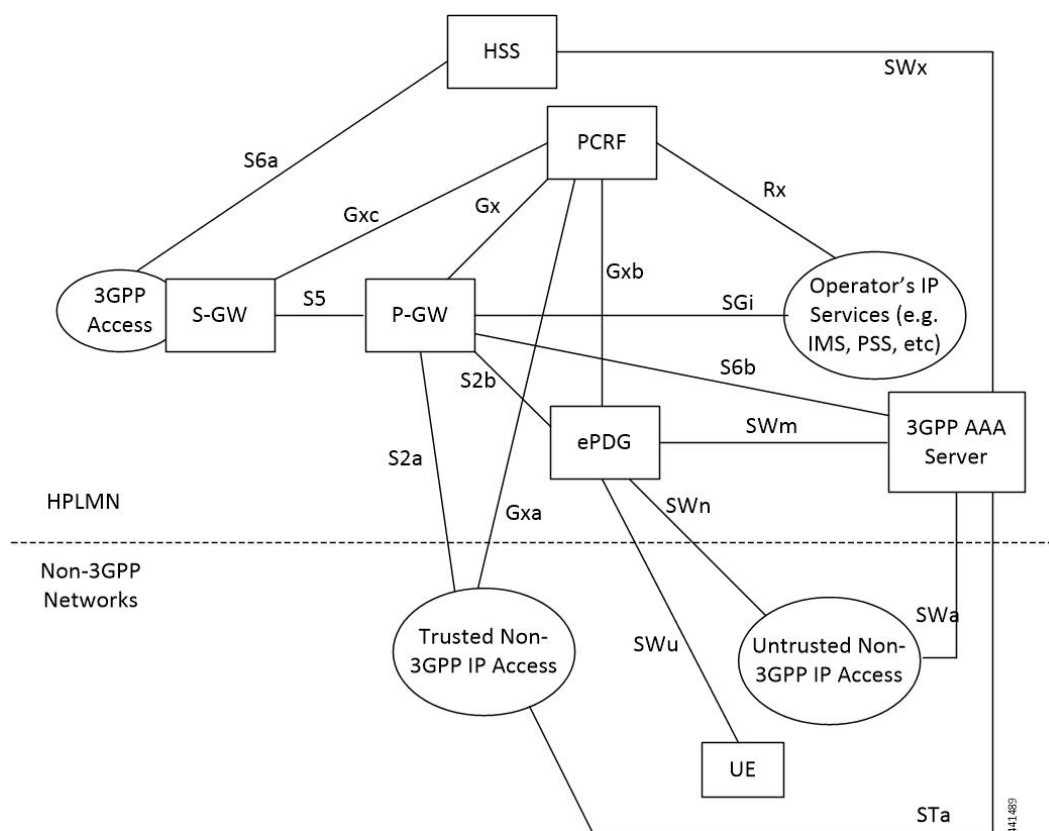 HSS
SWx
PCRF
S6a
Rx
Gxc
Gx
Gxb
3GPP
Access
S-GW
S5
P-GW
SGi
Operator’s IP
Services (e.g.
IMS, PSS, etc)
S6b
S2b
ePDG
SWm
3GPP AAA
Server
S2a
HPLMN
Gxa
SWn
Non-3GPP
Networks
Trusted Non-
3GPP IP Access
SWu
Untrusted Non-
3GPP IP Access
SWa
UE
STa